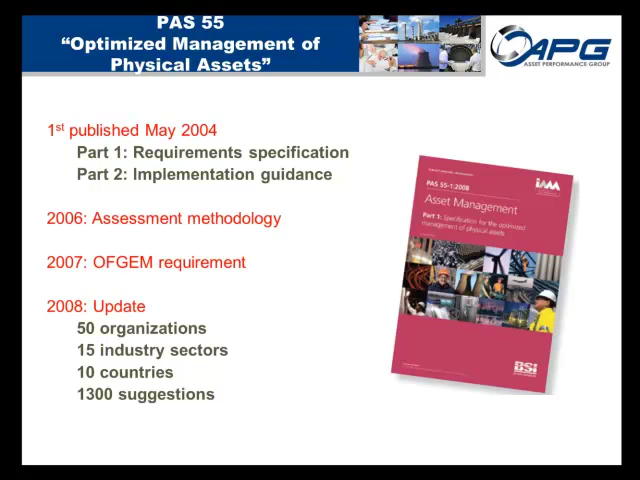 PAS 55
“Optimized Management of
Physical Assets”
APG
ASSET PERFORMANCE GROUP
1st published May 2004
Part 1: Requirements specification
Part 2: Implementation guidance
2006: Assessment methodology
2007: OFGEM requirement
2008: Update
50 organizations
15 industry sectors
10 countries
1300 suggestions
PAS 55-1:2008
iAM
Asset Management
Part 1: Specification for the optimized
management of physical assets
BSi